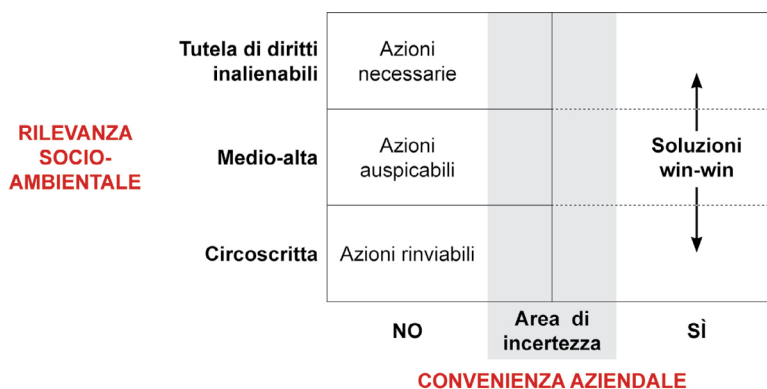 Tutela di diritti
inalienabili
Azioni
necessarie
RILEVANZA
SOCIO-
AMBIENTALE
Medio-alta
Azioni
auspicabili
Soluzioni
win-win
Circoscritta
Azioni rinviabili
NO
Area di
incertezza
SÌ
CONVENIENZA AZIENDALE